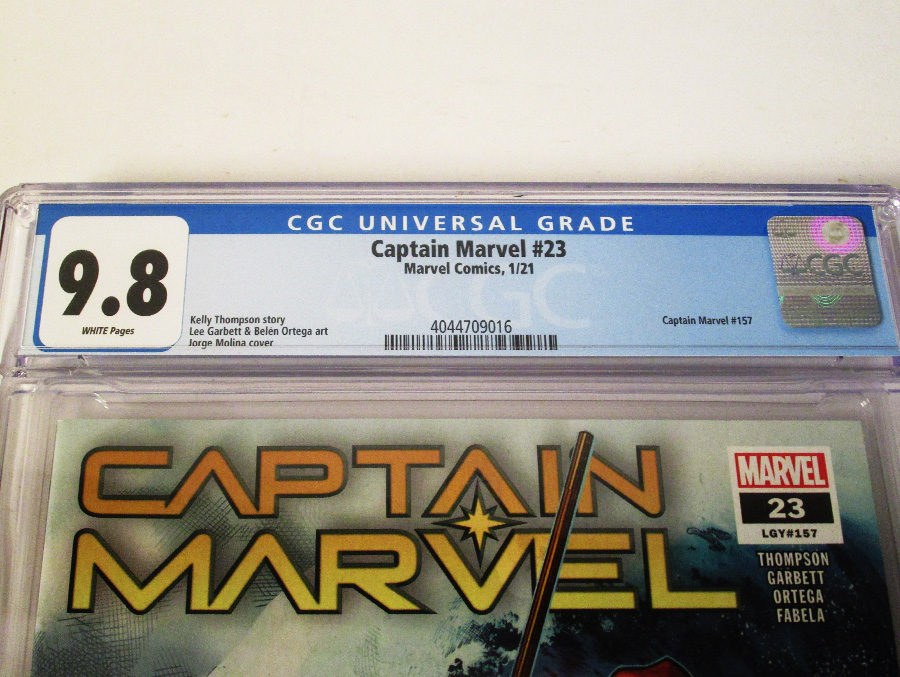 CGC UNIVERSAL GRADE
9.8
WHITE Pages
Captain Marvel #23
Marvel Comics, 1/21
Kelly Thompson story
Lee Garbett & Belén Ortega art
Jorge Molina cover
4044709016
Captain Marvel #157
CGC
CGC
CAPTAIN
MARVEL
MARVEL
23
LGY#157
THOMPSON
GARBETT
ORTEGA
FABELA